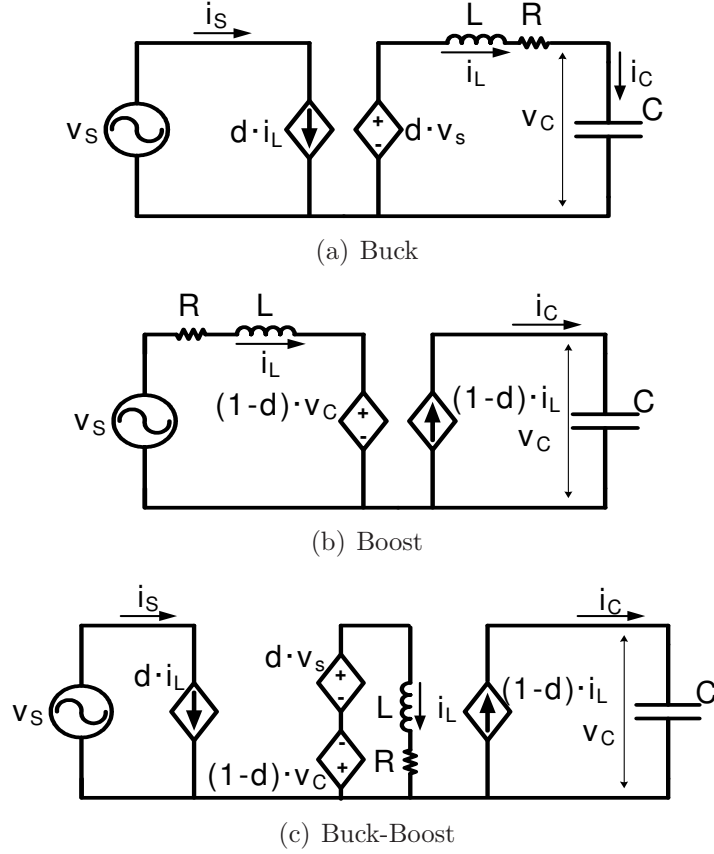 i_S
L R
i_L
i_C
v_S
d·i_L
+
-
d·v_s
v_C
C
(a) Buck
R L
i_L
i_C
v_S
(1-d)·v_C
+
-
(1-d)·i_L
v_C
C
(b) Boost
i_S
i_C
v_S
d·i_L
d·v_s
+
-
L
i_L
(1-d)·v_C
-
+
R
(1-d)·i_L
v_C
C
(c) Buck-Boost